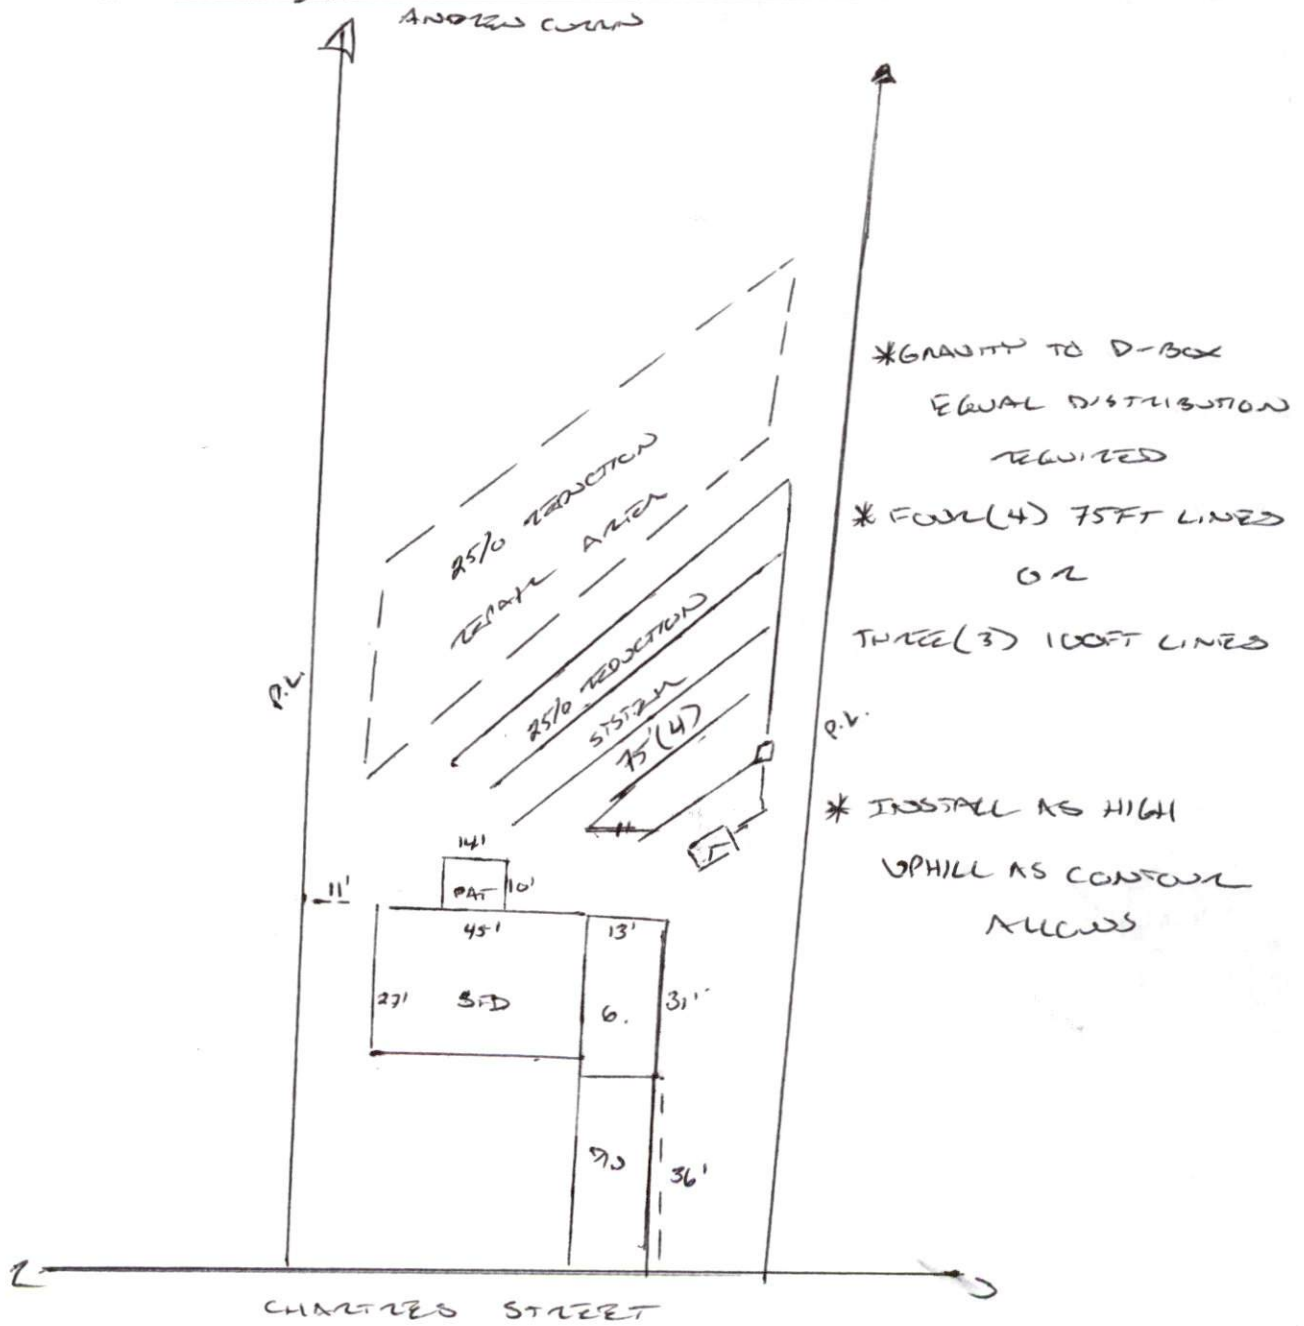 ANDREW CURRIN
*GRAVITY TO D-BOX
EQUAL DISTRIBUTION
REQUIRED
* FOUR(4) 75FT LINES
OR
THREE(3) 100FT LINES
25% REDUCTION
REPAIR AREA
25% REDUCTION
SYSTEM
75'(4)
P.L.
P.L.
* INSTALL AS HIGH
UPHILL AS CONTOUR
ALLOWS
14'
PAT 10'
11'
45' 13'
27' SFD G. 31'
36'
CHARTRES STREET